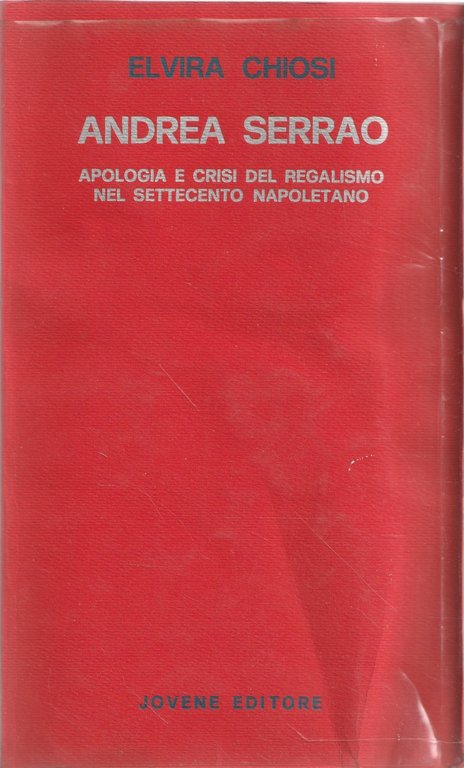 ELVIRA CHIOSI
ANDREA SERRAO
APOLOGIA E CRISI DEL REGALISMO
NEL SETTECENTO NAPOLETANO
JOVENE EDITORE